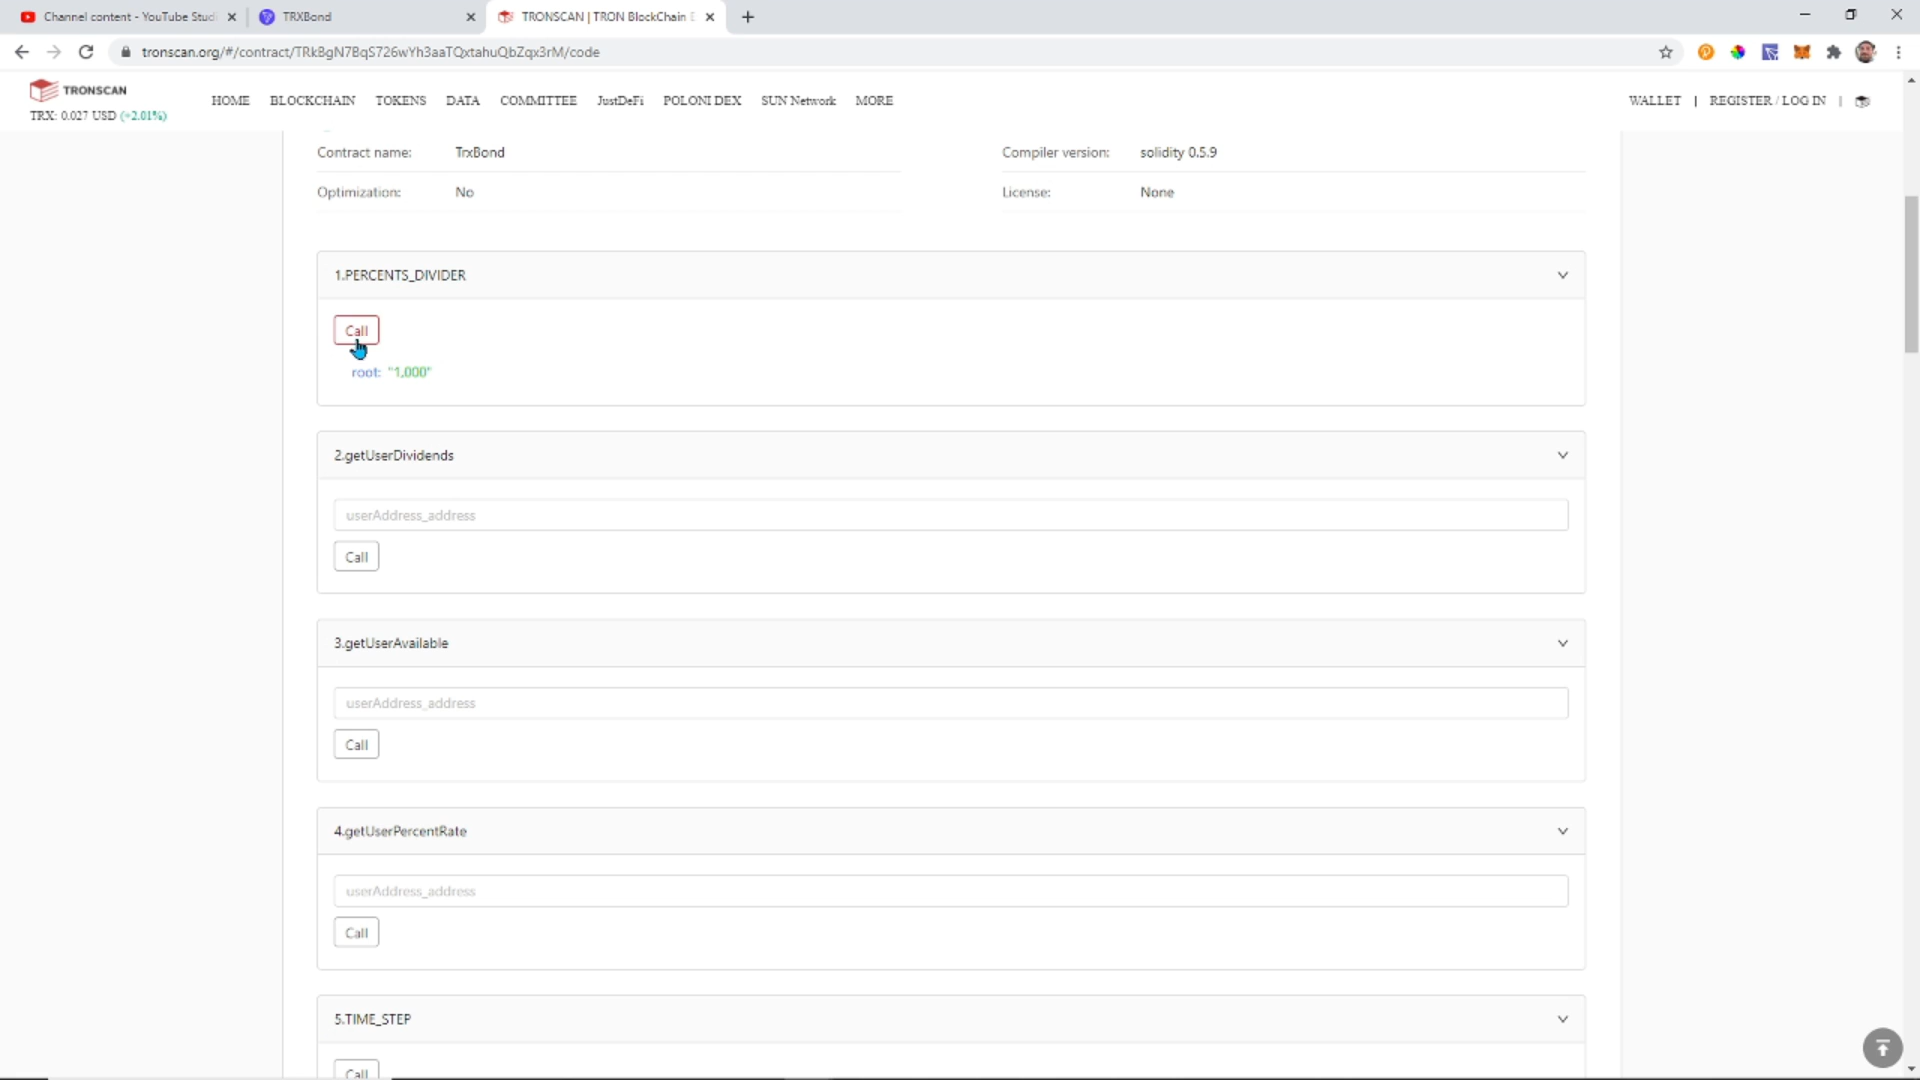 Channel content - YouTube Stud
TRXBond
TRONSCAN | TRON BlockChain E
tronscan.org/#/contract/TRkBgN7BqS726wYh3aaTQxtahuQbZqx3rM/code
TRONSCAN
TRX: 0.027 USD (+2.01%)
HOME
BLOCKCHAIN
TOKENS
DATA
COMMITTEE
JustDeFi
POLONI DEX
SUN Network
MORE
WALLET | REGISTER / LOG IN |
Contract name: TrxBond
Compiler version: solidity 0.5.9
Optimization: No
License: None
1.PERCENTS_DIVIDER
Call
root: "1,000"
2.getUserDividends
userAddress_address
Call
3.getUserAvailable
userAddress_address
Call
4.getUserPercentRate
userAddress_address
Call
5.TIME_STEP
Call